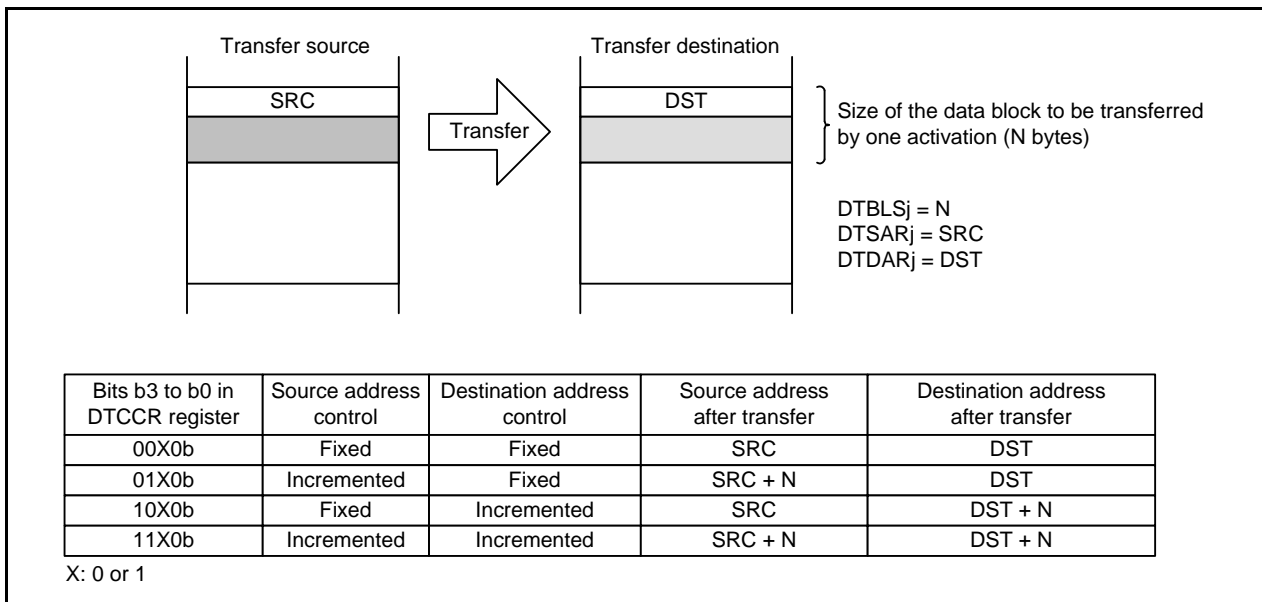 Transfer source
Transfer destination
SRC
DST
Transfer
Size of the data block to be transferred
by one activation (N bytes)
DTBLSj = N
DTSARj = SRC
DTDARj = DST
Bits b3 to b0 in DTCCR register | Source address control | Destination address control | Source address after transfer | Destination address after transfer
00X0b | Fixed | Fixed | SRC | DST
01X0b | Incremented | Fixed | SRC + N | DST
10X0b | Fixed | Incremented | SRC | DST + N
11X0b | Incremented | Incremented | SRC + N | DST + N
X: 0 or 1